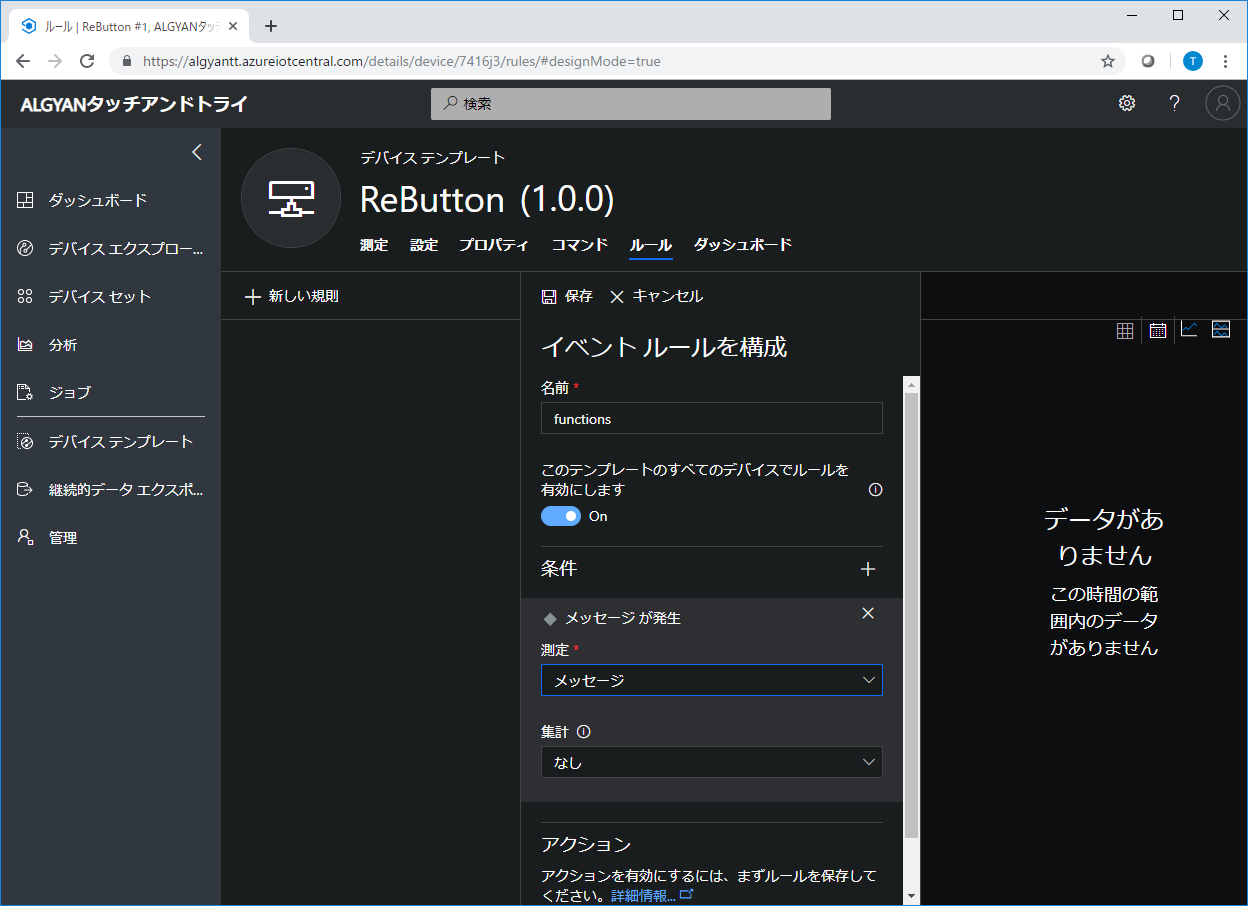 ルール | ReButton #1, ALGYANタッチ
https://algyantt.azureiotcentral.com/details/device/7416j3/rules/#designMode=true
T
ALGYANタッチアンドトライ
検索
?
ダッシュボード
デバイス エクスプロー...
デバイス セット
分析
ジョブ
デバイス テンプレート
継続的データ エクスポ...
管理
デバイス テンプレート
ReButton (1.0.0)
測定 設定 プロパティ コマンド ルール ダッシュボード
新しい規則
保存 キャンセル
イベント ルールを構成
名前 *
functions
このテンプレートのすべてのデバイスでルールを
有効にします
On
条件
メッセージ が発生
測定 *
メッセージ
集計
なし
アクション
アクションを有効にするには、まずルールを保存して
ください。詳細情報...
データがあ
りません
この時間の範
囲内のデータ
がありません